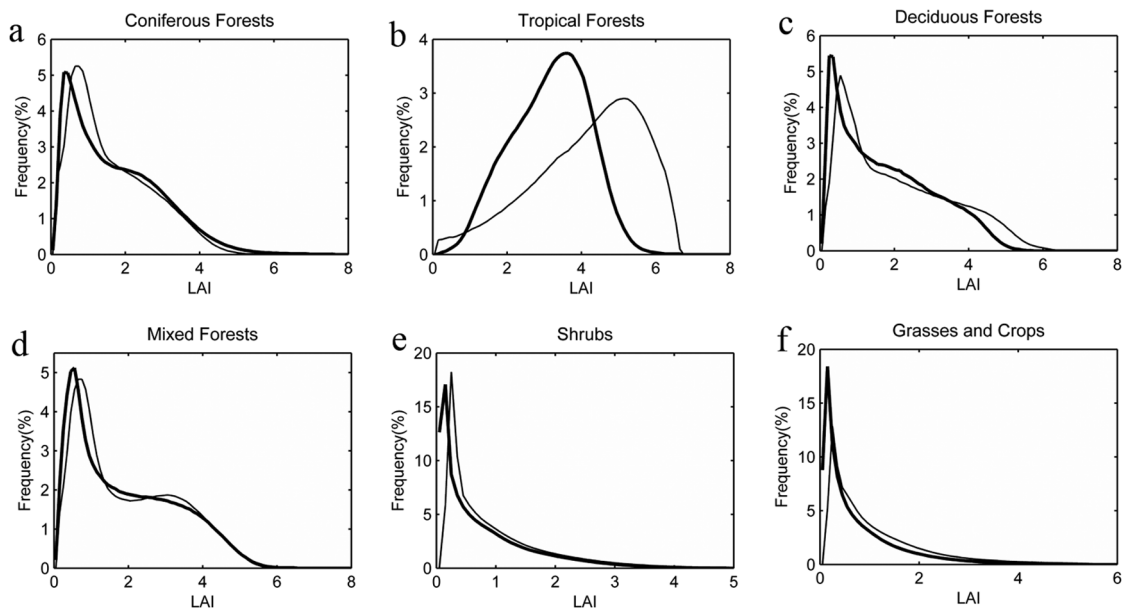 a
Coniferous Forests
6
5
4
3
2
1
0
Frequency(%)
0 2 4 6 8
LAI
b
Tropical Forests
4
3
2
1
0
Frequency(%)
0 2 4 6 8
LAI
c
Deciduous Forests
6
5
4
3
2
1
0
Frequency(%)
0 2 4 6 8
LAI
d
Mixed Forests
5
4
3
2
1
0
Frequency(%)
0 2 4 6 8
LAI
e
Shrubs
20
15
10
5
0
Frequency(%)
0 1 2 3 4 5
LAI
f
Grasses and Crops
20
15
10
5
0
Frequency(%)
0 2 4 6
LAI